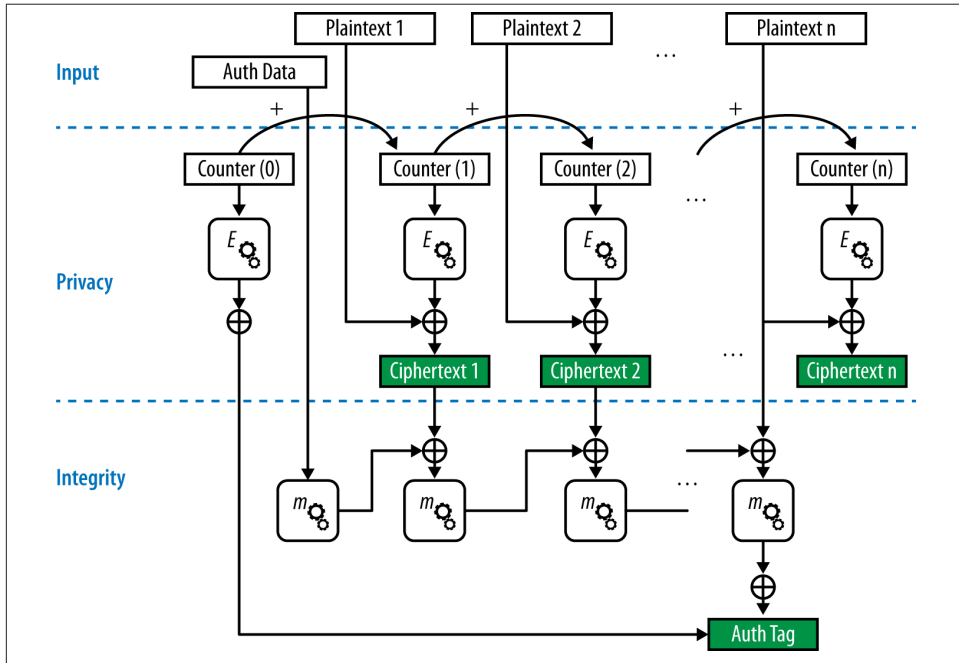 Plaintext 1 Plaintext 2 Plaintext n
...
Input
Auth Data
+ + +
Counter (0) Counter (1) Counter (2) Counter (n)
...
E E E E
Privacy
...
Ciphertext 1 Ciphertext 2 Ciphertext n
Integrity
...
m m m m
Auth Tag